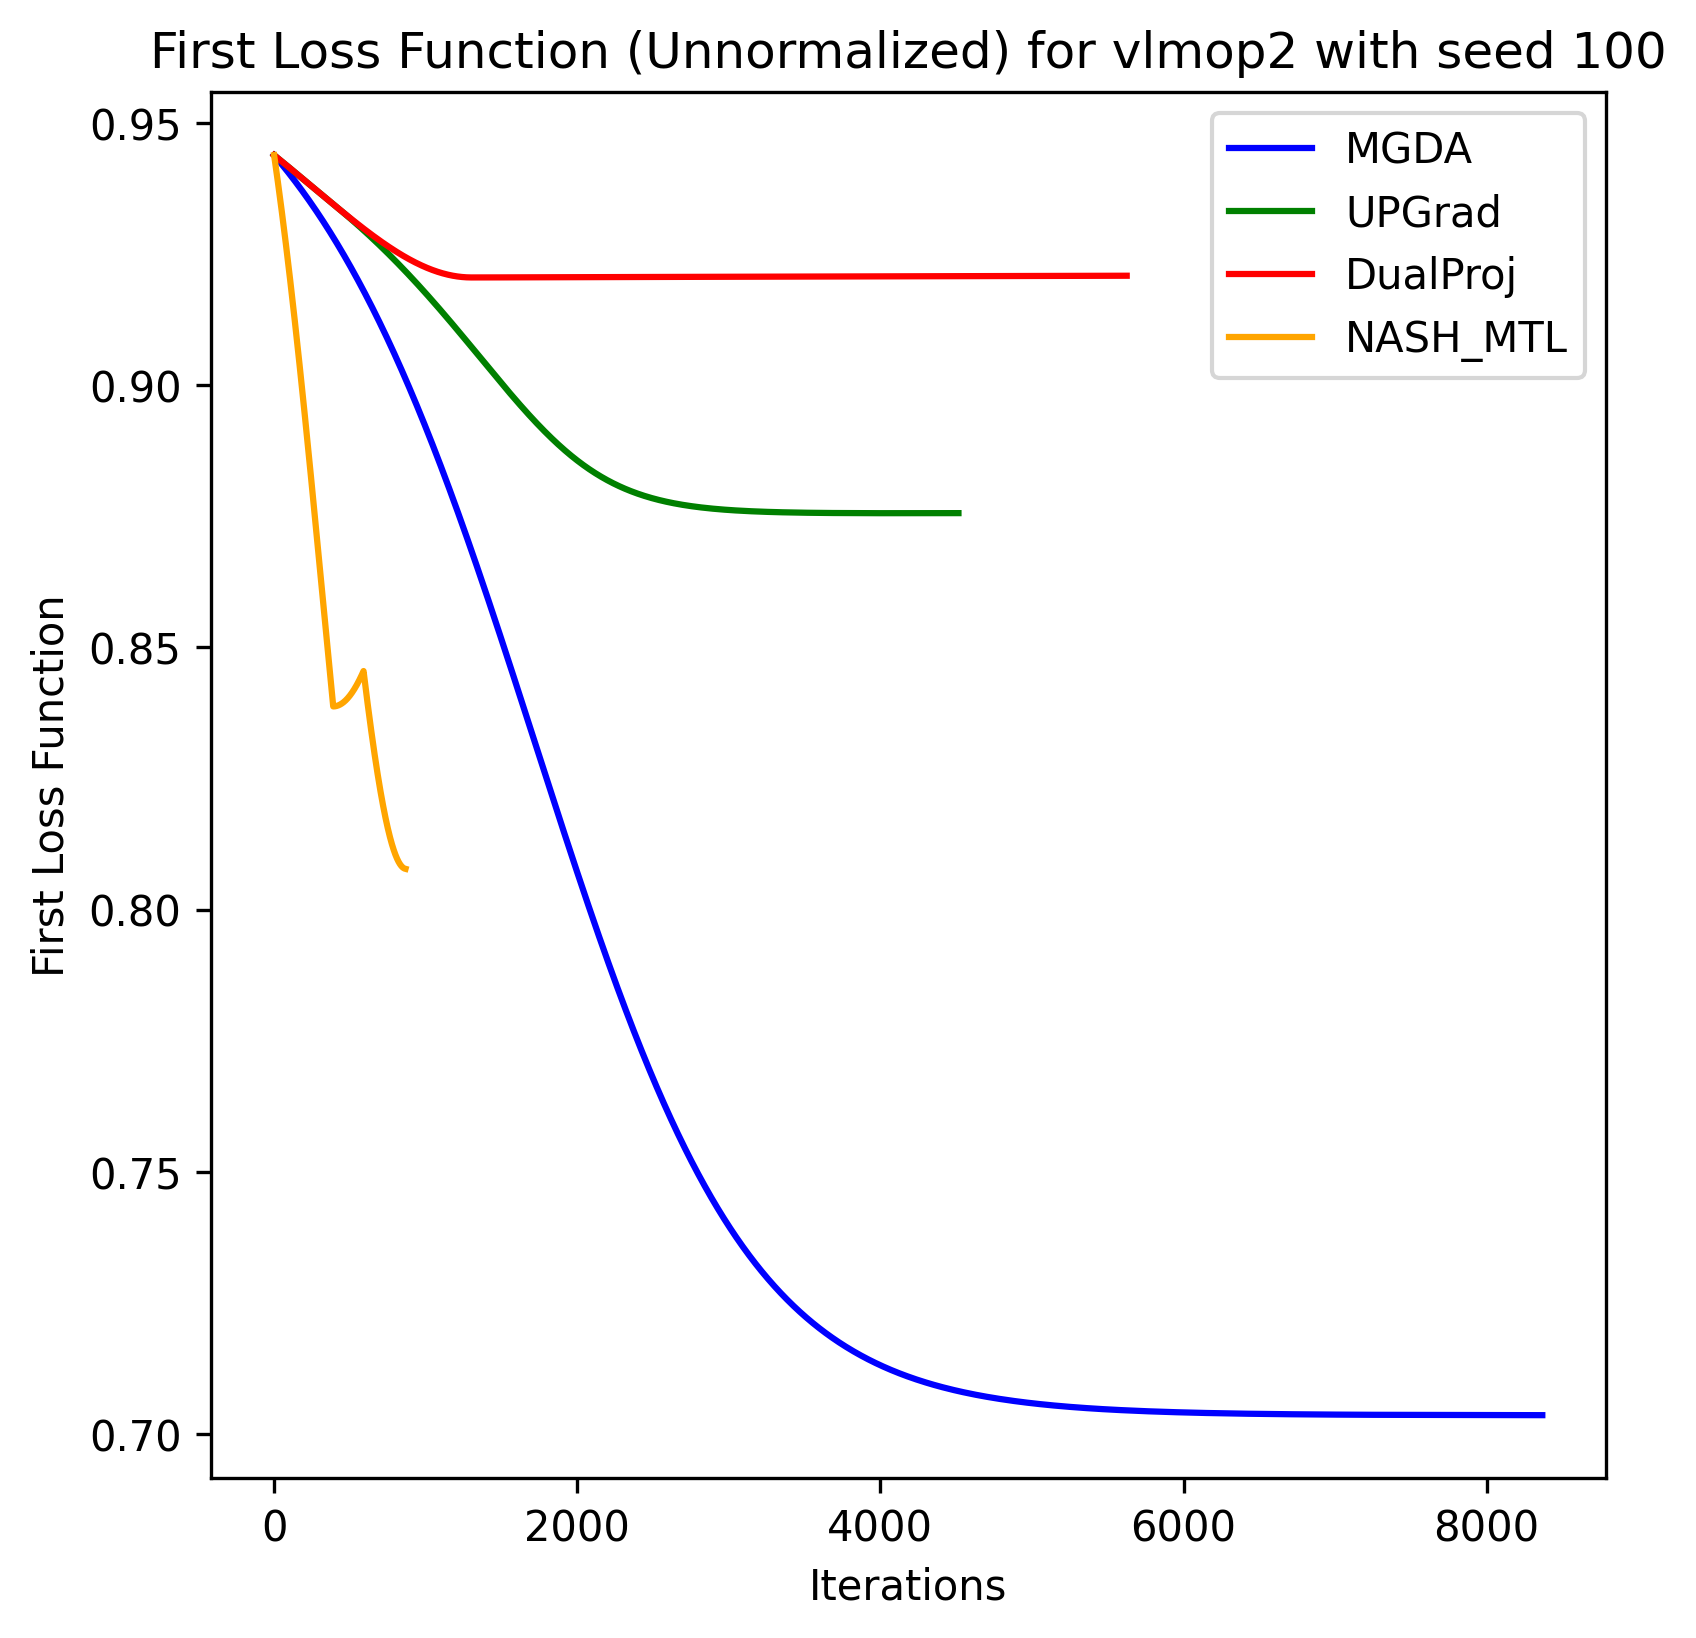 First Loss Function (Unnormalized) for vlmop2 with seed 100
MGDA
UPGrad
DualProj
NASH_MTL
First Loss Function
0.95
0.90
0.85
0.80
0.75
0.70
0
2000
4000
6000
8000
Iterations